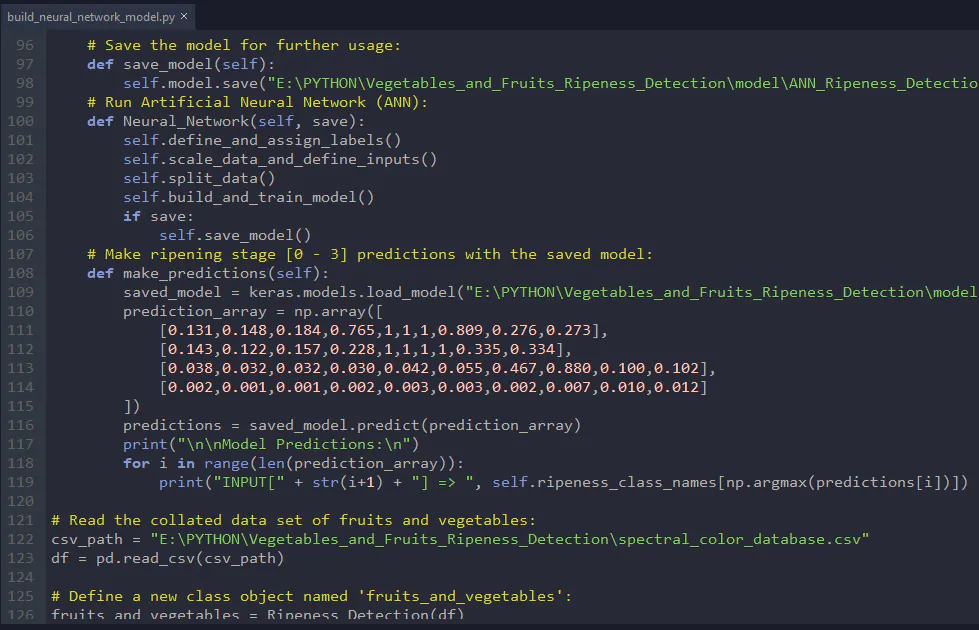 build_neural_network_model.py ×
96 # Save the model for further usage:
97 def save_model(self):
98 self.model.save("E:\PYTHON\Vegetables_and_Fruits_Ripeness_Detection\model\ANN_Ripeness_Detectio
99 # Run Artificial Neural Network (ANN):
100 def Neural_Network(self, save):
101 self.define_and_assign_labels()
102 self.scale_data_and_define_inputs()
103 self.split_data()
104 self.build_and_train_model()
105 if save:
106 self.save_model()
107 # Make ripening stage [0 - 3] predictions with the saved model:
108 def make_predictions(self):
109 saved_model = keras.models.load_model("E:\PYTHON\Vegetables_and_Fruits_Ripeness_Detection\model
110 prediction_array = np.array([
111 [0.131,0.148,0.184,0.765,1,1,1,0.809,0.276,0.273],
112 [0.143,0.122,0.157,0.228,1,1,1,1,0.335,0.334],
113 [0.038,0.032,0.032,0.030,0.042,0.055,0.467,0.880,0.100,0.102],
114 [0.002,0.001,0.001,0.002,0.003,0.003,0.002,0.007,0.010,0.012]
115 ])
116 predictions = saved_model.predict(prediction_array)
117 print("\n\nModel Predictions:\n")
118 for i in range(len(prediction_array)):
119 print("INPUT[" + str(i+1) + "] => ", self.ripeness_class_names[np.argmax(predictions[i])])
120
121 # Read the collated data set of fruits and vegetables:
122 csv_path = "E:\PYTHON\Vegetables_and_Fruits_Ripeness_Detection\spectral_color_database.csv"
123 df = pd.read_csv(csv_path)
124
125 # Define a new class object named 'fruits_and_vegetables':
126 fruits_and_vegetables = Ripeness_Detection(df)